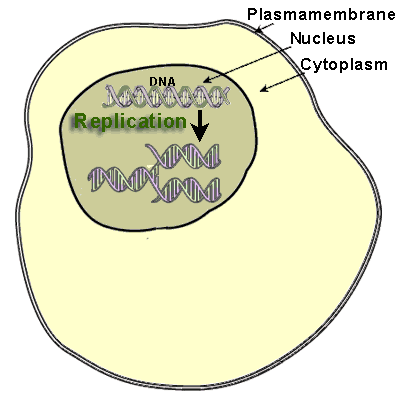 Plasmamembrane
Nucleus
Cytoplasm
DNA
Replication